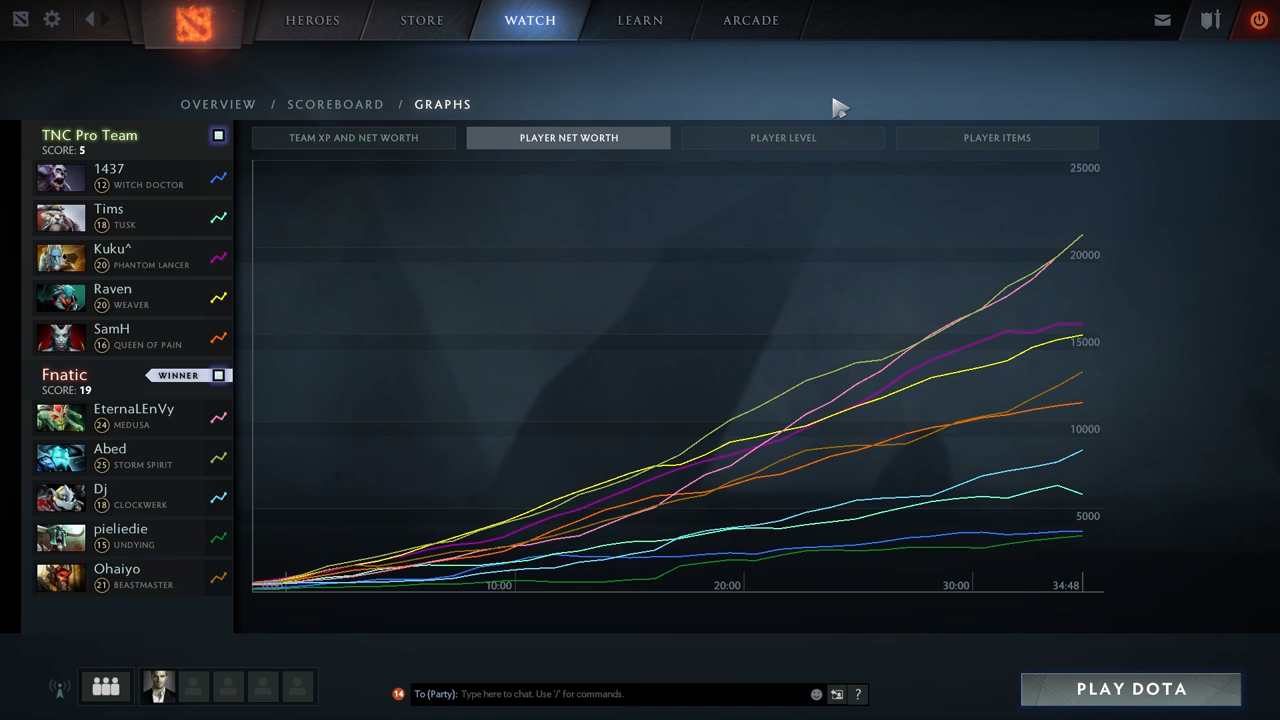 HEROES
STORE
WATCH
LEARN
ARCADE
OVERVIEW / SCOREBOARD / GRAPHS
TNC Pro Team
SCORE: 5
1437
12 WITCH DOCTOR
Tims
18 TUSK
Kuku^
20 PHANTOM LANCER
Raven
20 WEAVER
SamH
16 QUEEN OF PAIN
Fnatic
WINNER
SCORE: 19
EternalLEnVy
24 MEDUSA
Abed
25 STORM SPIRIT
Dj
18 CLOCKWERK
pieliedie
15 UNDYING
Ohaiyo
21 BEASTMASTER
TEAM XP AND NET WORTH
PLAYER NET WORTH
PLAYER LEVEL
PLAYER ITEMS
25000
20000
15000
10000
5000
10:00
20:00
30:00
34:48
14
To (Party): Type here to chat. Use '/' for commands.
?
PLAY DOTA